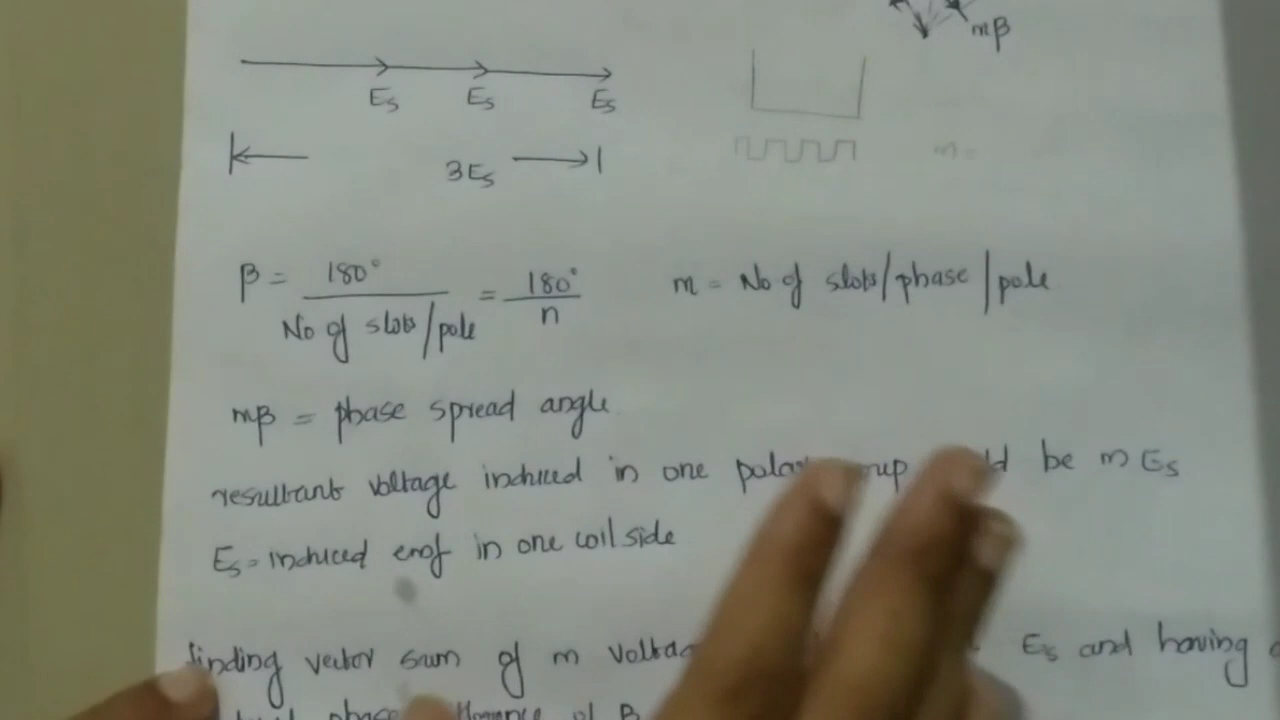 mβ
Es Es Es
3Es
m =
β = 180° / No of slots/pole = 180° / n
m = No of slots/phase/pole
mβ = phase spread angle
resultant voltage induced in one be m Es
Es = induced emf in one coil side
finding vector sum of m Es and having
phase of β